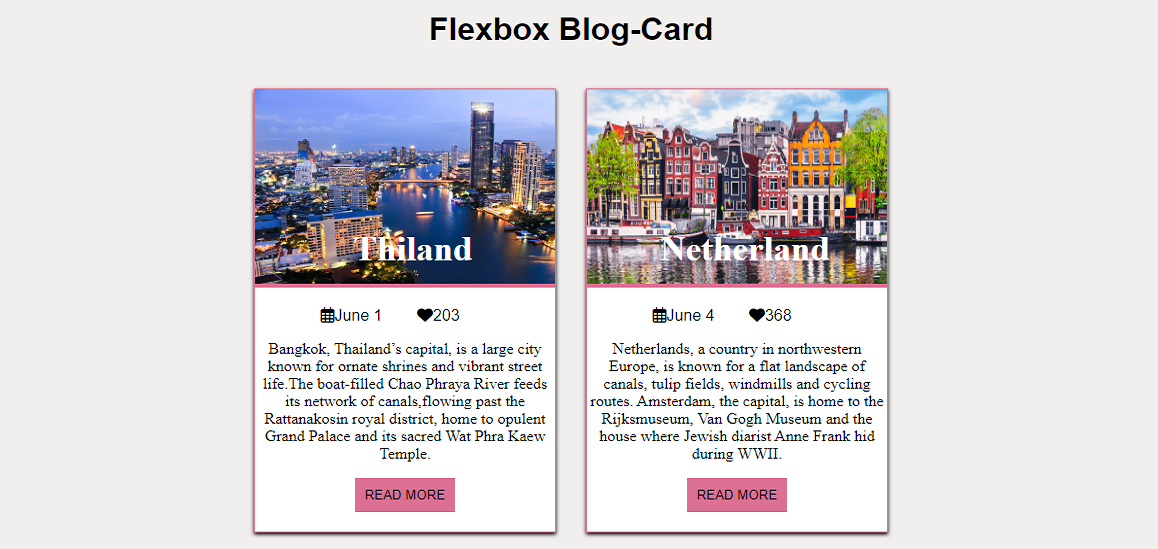 Flexbox Blog-Card
Thiland
June 1 203
Bangkok, Thailand’s capital, is a large city
known for ornate shrines and vibrant street
life.The boat-filled Chao Phraya River feeds
its network of canals,flowing past the
Rattanakosin royal district, home to opulent
Grand Palace and its sacred Wat Phra Kaew
Temple.
READ MORE
Netherland
June 4 368
Netherlands, a country in northwestern
Europe, is known for a flat landscape of
canals, tulip fields, windmills and cycling
routes. Amsterdam, the capital, is home to the
Rijksmuseum, Van Gogh Museum and the
house where Jewish diarist Anne Frank hid
during WWII.
READ MORE